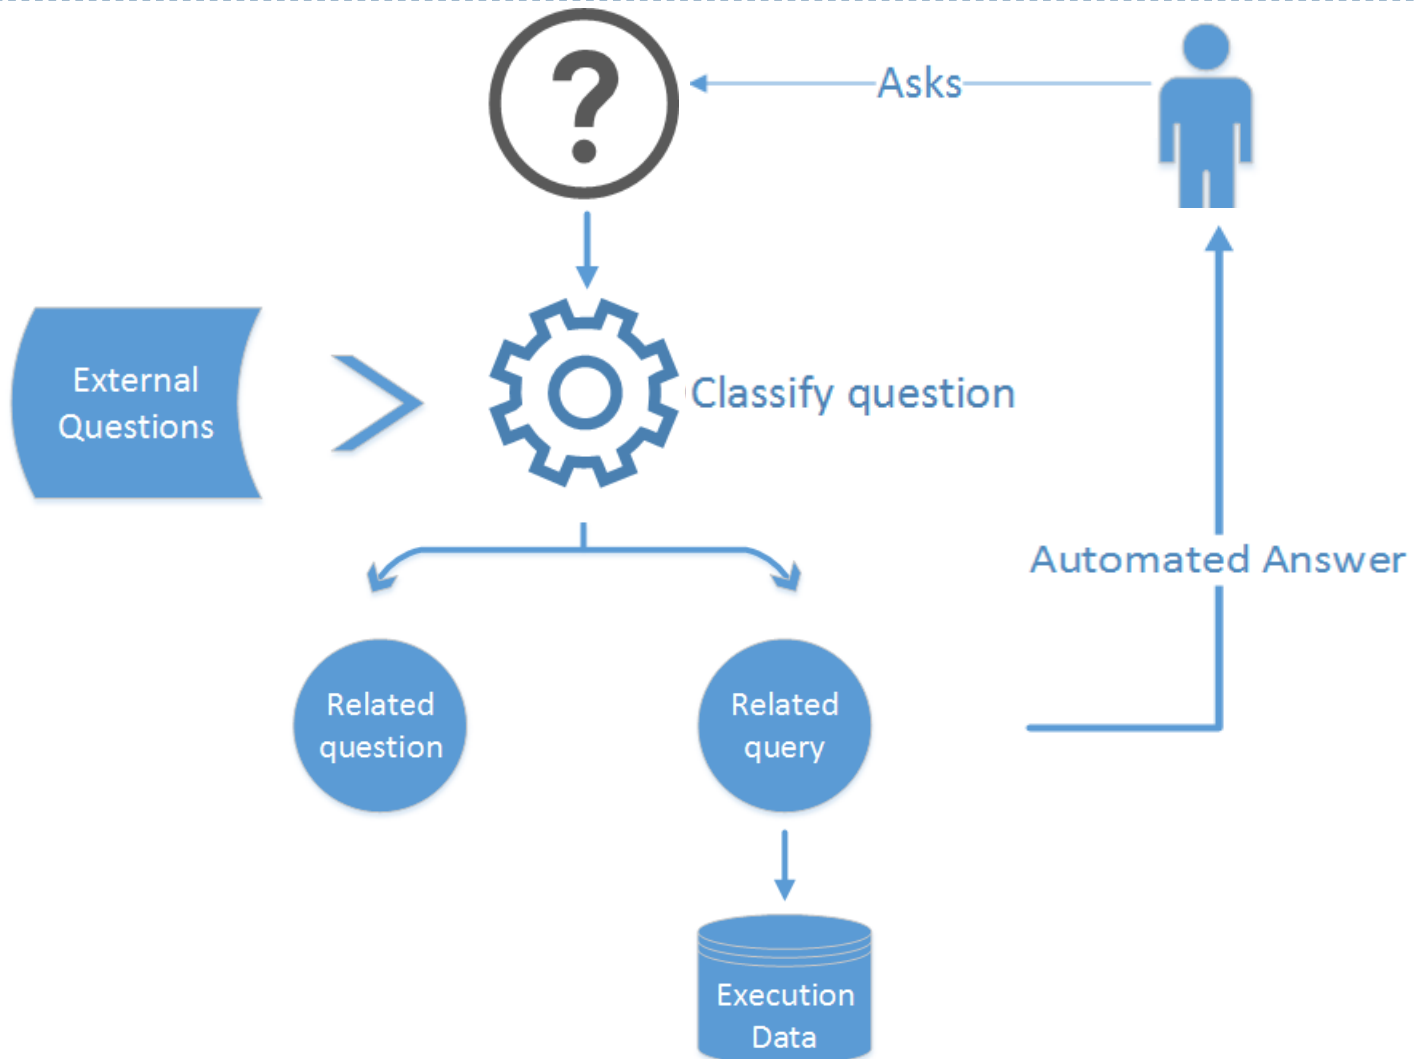 ?
Asks
External
Questions
Classify question
Automated Answer
Related
question
Related
query
Execution
Data